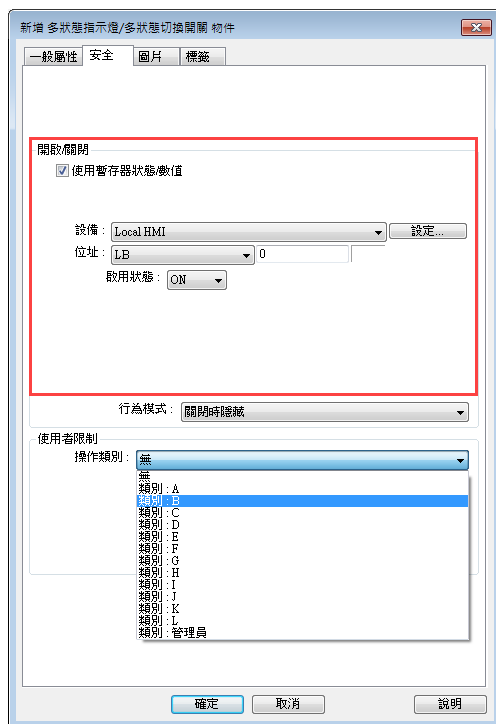 新增 多狀態指示燈/多狀態切換開關 物件
一般屬性 安全 圖片 標籤
開啟/關閉
使用暫存器狀態/數值
設備 : Local HMI 設定...
位址 : LB 0
啟用狀態 : ON
行為模式 : 關閉時隱藏
使用者限制
操作類別 : 無
無
類別 : A
類別 : B
類別 : C
類別 : D
類別 : E
類別 : F
類別 : G
類別 : H
類別 : I
類別 : J
類別 : K
類別 : L
類別 : 管理員
確定 取消 說明